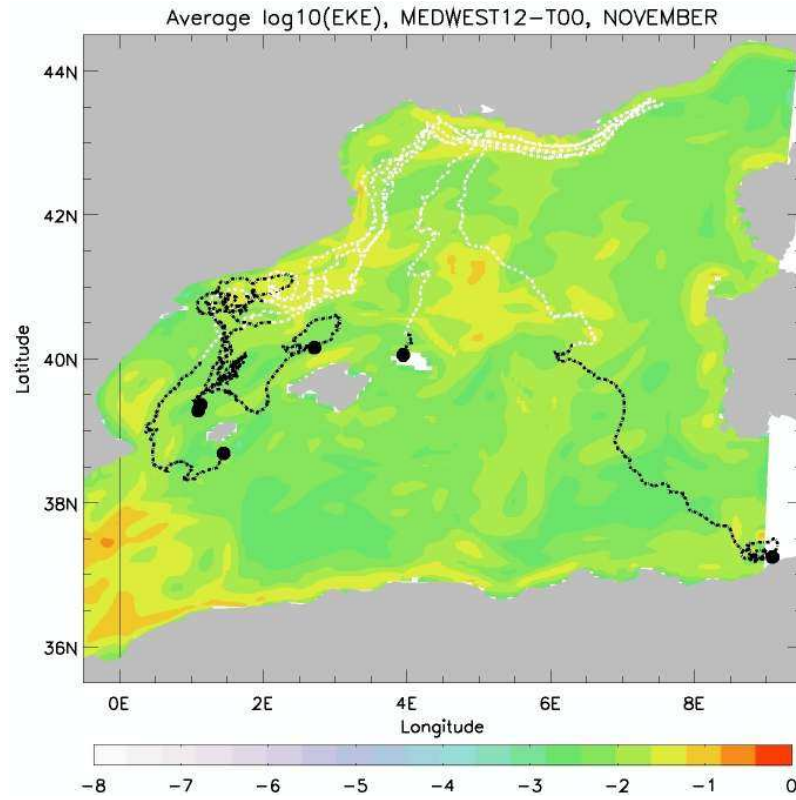 Average log10(EKE), MEDWEST12-T00, NOVEMBER
44N
42N
40N
38N
36N
Latitude
0E 2E 4E 6E 8E
Longitude
-8 -7 -6 -5 -4 -3 -2 -1 0